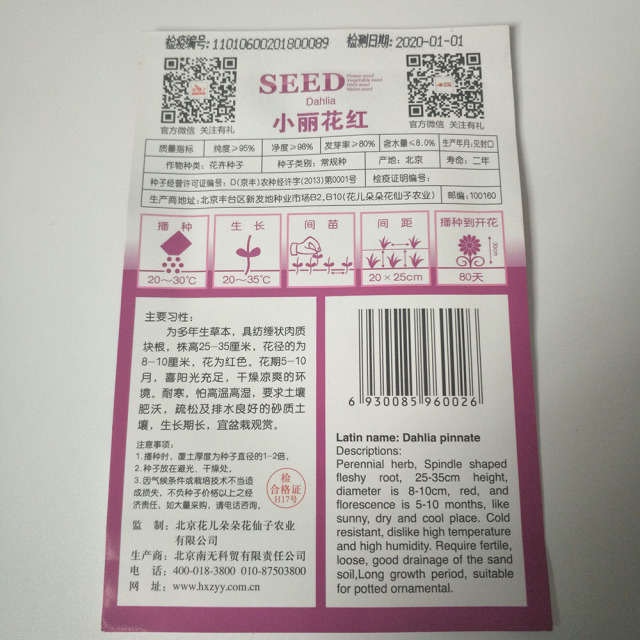 检疫编号: 11010600201800089 检测日期: 2020-01-01
SEED
Flower seed
Vegetable seed
Herb seed
Melon seed
Dahlia
小丽花红
官方微信 关注有礼
官方微信 关注有礼
质量指标 纯度≥95% 净度≥98% 发芽率≥80% 含水量≤8.0% 生产年月:见封口
作物种类: 花卉种子 种子类别: 常规种 产地: 北京 寿命: 二年
种子经营许可证编号: D(京丰)农种经许字(2013)第0001号 检疫证明编号:
生产商地址: 北京丰台区新发地种业市场B2,B10(花儿朵朵花仙子农业) 邮编: 100160
播种 生长 间苗 间距 播种到开花
30cm
20~30℃ 20~35℃ 20×25cm 80天
主要习性:
为多年生草本，具纺缍状肉质
块根，株高25-35厘米，花径约为
8-10厘米，花为红色。花期5-10
月，喜阳光充足，干燥凉爽的环
境。耐寒，怕高温高湿，要求土壤
肥沃，疏松及排水良好的砂质土
壤，生长期长，宜盆栽观赏。
注意事项:
1.播种时，覆土厚度为种子直径的1-2倍。
2.种子放在避光、干燥处。
3.因气候条件或栽培技术不当造
成损失，不负种子价格以上之经
济责任，如大量采购，请电话咨询。
检
合格证
H17号
监 制: 北京花儿朵朵花仙子农业
有限公司
生产商: 北京南无科贸有限责任公司
电 话: 400-018-3800 010-87503800
网 址: www.hxzyy.com.cn
6 930085 960026
Latin name: Dahlia pinnate
Descriptions:
Perennial herb, Spindle shaped
fleshy root, 25-35cm height,
diameter is 8-10cm, red, and
florescence is 5-10 months, like
sunny, dry and cool place. Cold
resistant, dislike high temperature
and high humidity. Require fertile,
loose, good drainage of the sand
soil,Long growth period, suitable
for potted ornamental.